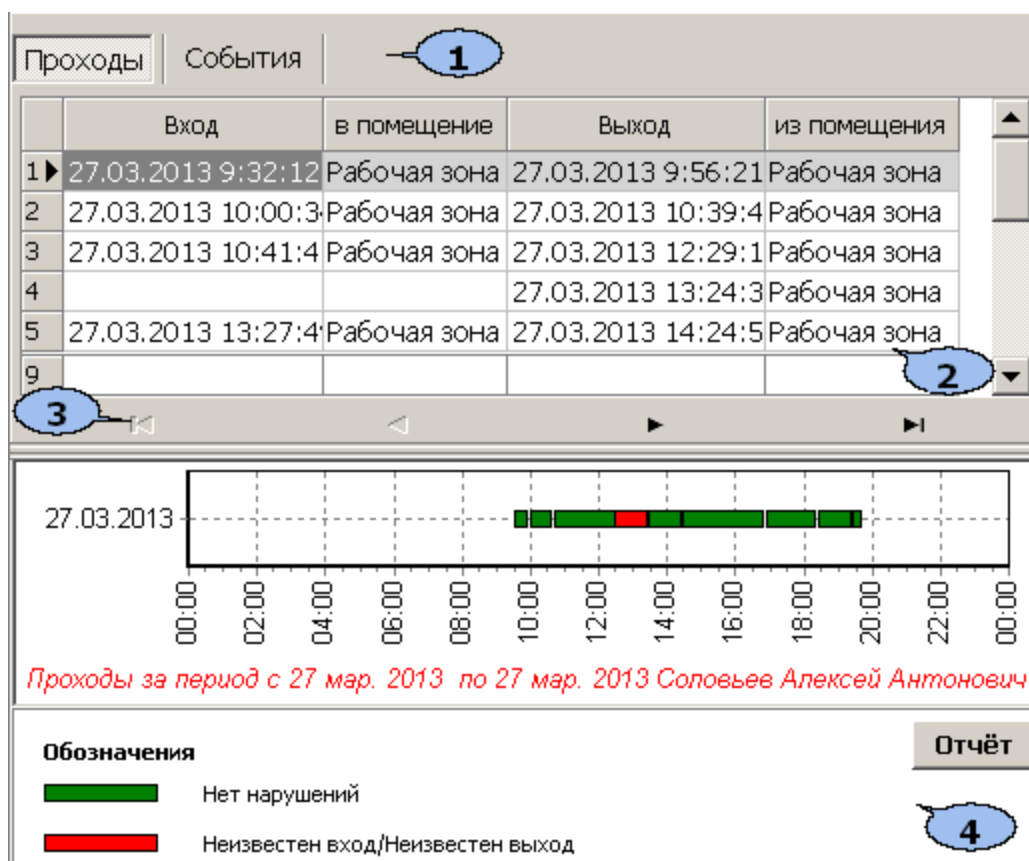 Проходы События 1
Вход в помещение Выход из помещения
1 27.03.2013 9:32:12 Рабочая зона 27.03.2013 9:56:21 Рабочая зона
2 27.03.2013 10:00:3 Рабочая зона 27.03.2013 10:39:4 Рабочая зона
3 27.03.2013 10:41:4 Рабочая зона 27.03.2013 12:29:1 Рабочая зона
4 27.03.2013 13:24:3 Рабочая зона
5 27.03.2013 13:27:4 Рабочая зона 27.03.2013 14:24:5 Рабочая зона
9 2
3
27.03.2013
00:00 02:00 04:00 06:00 08:00 10:00 12:00 14:00 16:00 18:00 20:00 22:00 00:00
Проходы за период с 27 мар. 2013 по 27 мар. 2013 Соловьев Алексей Антонович
Обозначения Отчёт
Нет нарушений
Неизвестен вход/Неизвестен выход 4